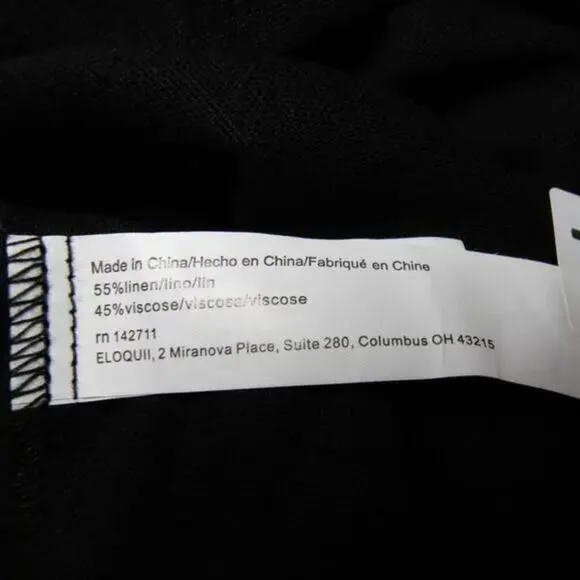 Made in China/Hecho en China/Fabriqué en Chine
55%linen/lino/lin
45%viscose/viscosa/viscose
rn 142711
ELOQUII, 2 Miranova Place, Suite 280, Columbus OH 43215